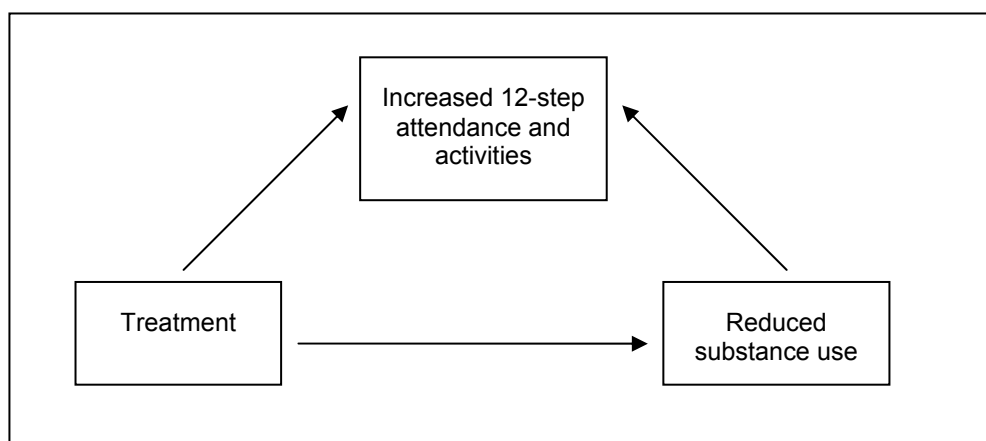 Increased 12-step
attendance and
activities
Treatment
Reduced
substance use